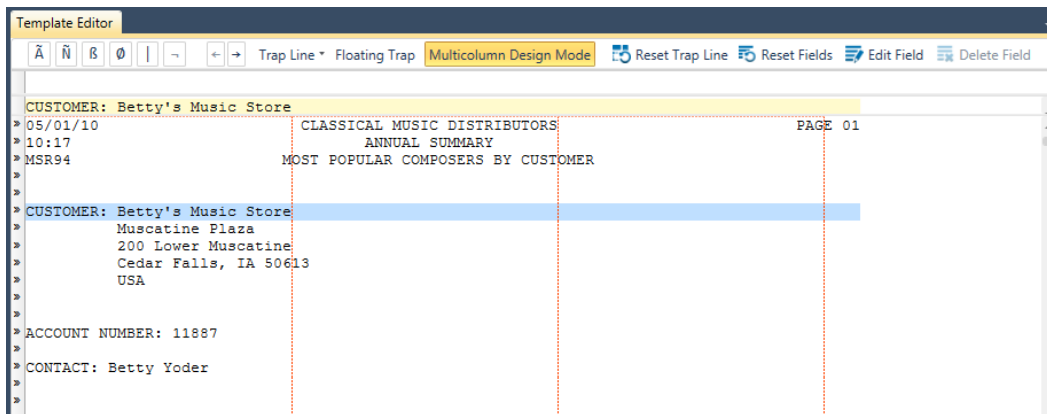 Template Editor
Ã Ñ ß Ø | ¬ ← → Trap Line Floating Trap Multicolumn Design Mode Reset Trap Line Reset Fields Edit Field Delete Field
CUSTOMER: Betty's Music Store
05/01/10 CLASSICAL MUSIC DISTRIBUTORS PAGE 01
10:17 ANNUAL SUMMARY
MSR94 MOST POPULAR COMPOSERS BY CUSTOMER
CUSTOMER: Betty's Music Store
Muscatine Plaza
200 Lower Muscatine
Cedar Falls, IA 50613
USA
ACCOUNT NUMBER: 11887
CONTACT: Betty Yoder